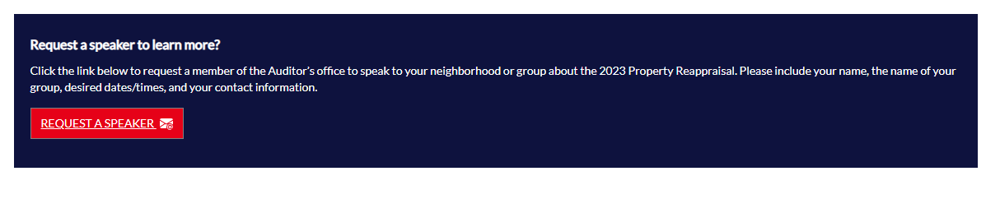 Request a speaker to learn more?
Click the link below to request a member of the Auditor’s office to speak to your neighborhood or group about the 2023 Property Reappraisal. Please include your name, the name of your
group, desired dates/times, and your contact information.
REQUEST A SPEAKER